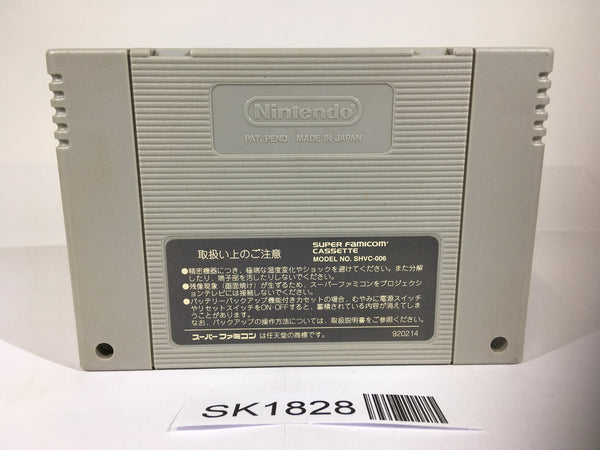 Nintendo
PAT. PEND. MADE IN JAPAN
取扱い上のご注意
SUPER FAMICOM
CASSETTE
MODEL NO. SHVC-006
●精密機器につき、極端な温度変化やショックを避けてください。また分解
したり、端子部を汚したりしないでください。
●残像現象（画面焼け）が生ずるため、スーパーファミコンをプロジェクシ
ョンテレビには接続しないでください。
●バッテリーバックアップ機能付きカセットの場合、むやみに電源スイッチ
やリセットスイッチをON-OFFすると、蓄積されている内容が消えてしま
うことがあります。
なお、バックアップの操作方法については、取扱説明書をご参照ください。
スーパーファミコン は任天堂の商標です。
920214
SK1828